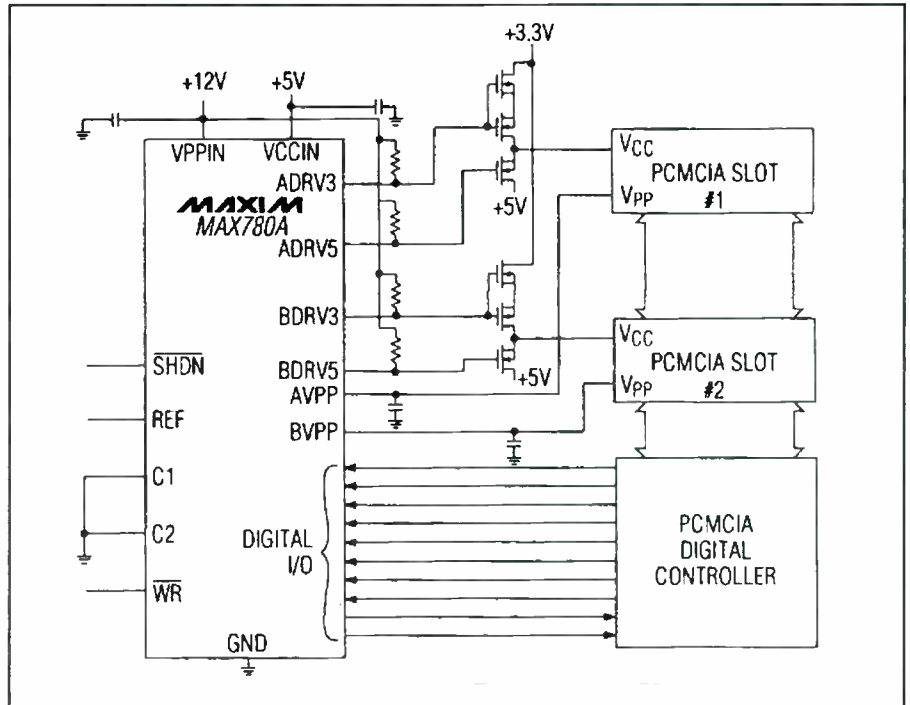 +3.3V
+12V
+5V
VPPIN
VCCIN
ADRV3
MAXIM
MAX780A
ADRV5
BDRV3
BDRV5
AVPP
BVPP
+5V
+5V
VCC
VPP
PCMCIA SLOT
#1
VCC
VPP
PCMCIA SLOT
#2
SHDN
REF
C1
C2
WR
GND
DIGITAL
I/O
PCMCIA
DIGITAL
CONTROLLER